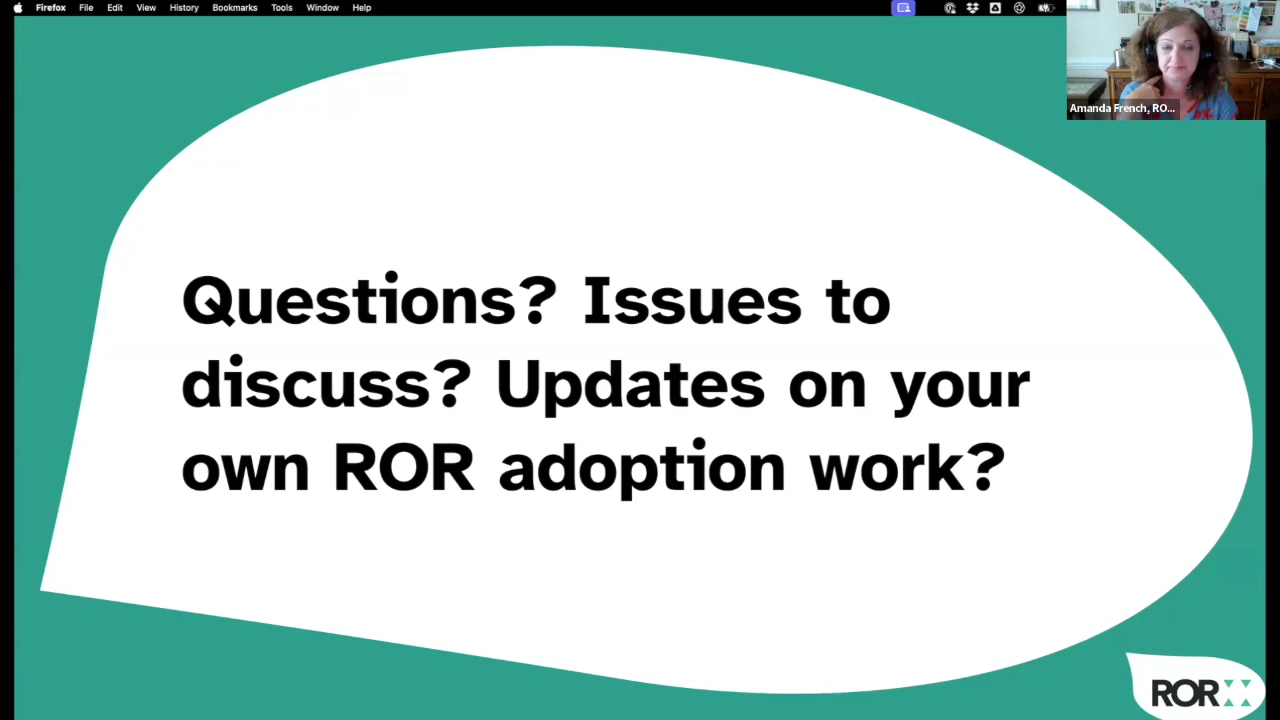 Firefox File Edit View History Bookmarks Tools Window Help
Amanda French, RO...
Questions? Issues to
discuss? Updates on your
own ROR adoption work?
ROR